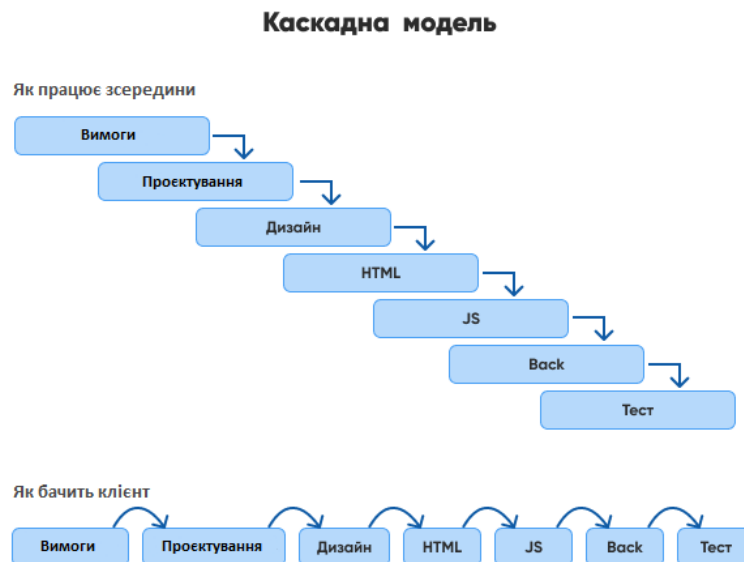 Каскадна модель
Як працює зсередини
Вимоги
Проєктування
Дизайн
HTML
JS
Back
Тест
Як бачить клієнт
Вимоги Проєктування Дизайн HTML JS Back Тест